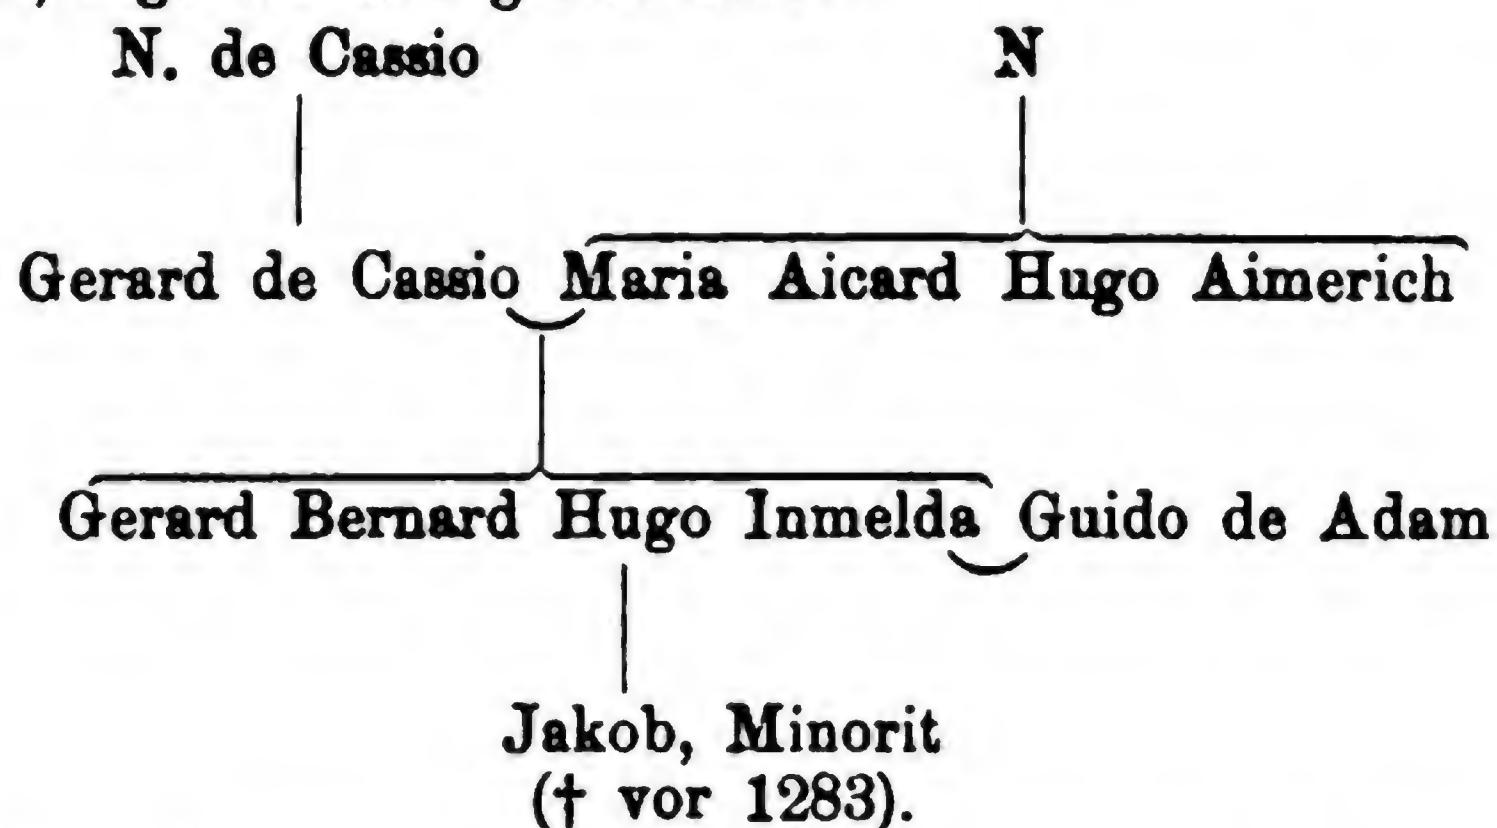 N. de Cassio N
Gerard de Cassio Maria Aicard Hugo Aimerich
Gerard Bernard Hugo Inmelda Guido de Adam
Jakob, Minorit
(† vor 1283).